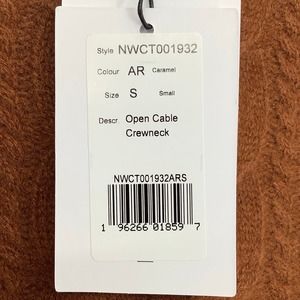 Style NWCT001932
Colour AR Caramel
Size S Small
Descr Open Cable
Crewneck
NWCT001932ARS
1 96266 01859 7